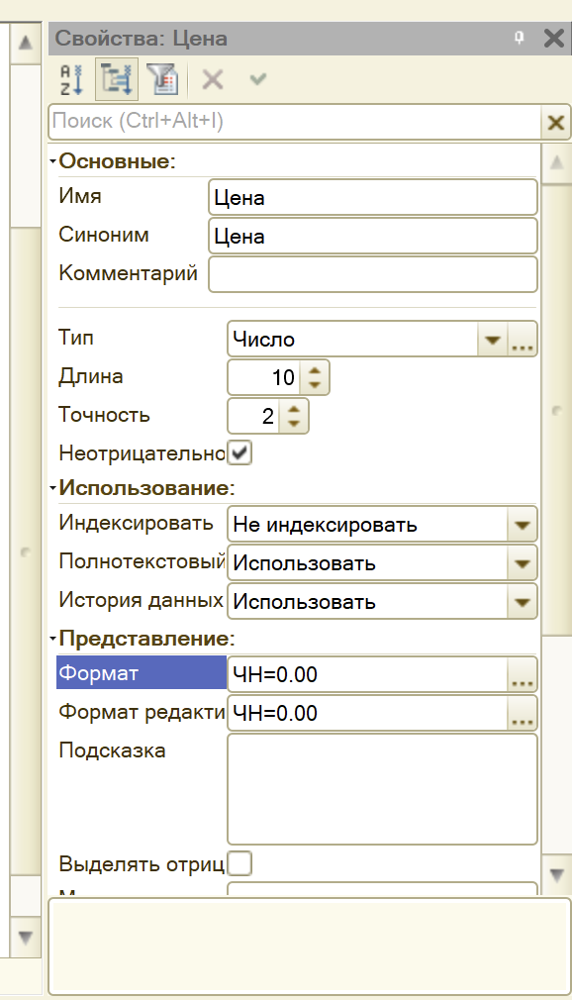 Свойства: Цена
Поиск (Ctrl+Alt+I)
Основные:
Имя Цена
Синоним Цена
Комментарий
Тип Число ...
Длина 10
Точность 2
Неотрицательно
Использование:
Индексировать Не индексировать
Полнотекстовый Использовать
История данных Использовать
Представление:
Формат ЧН=0.00 ...
Формат редакти ЧН=0.00 ...
Подсказка
Выделять отриц